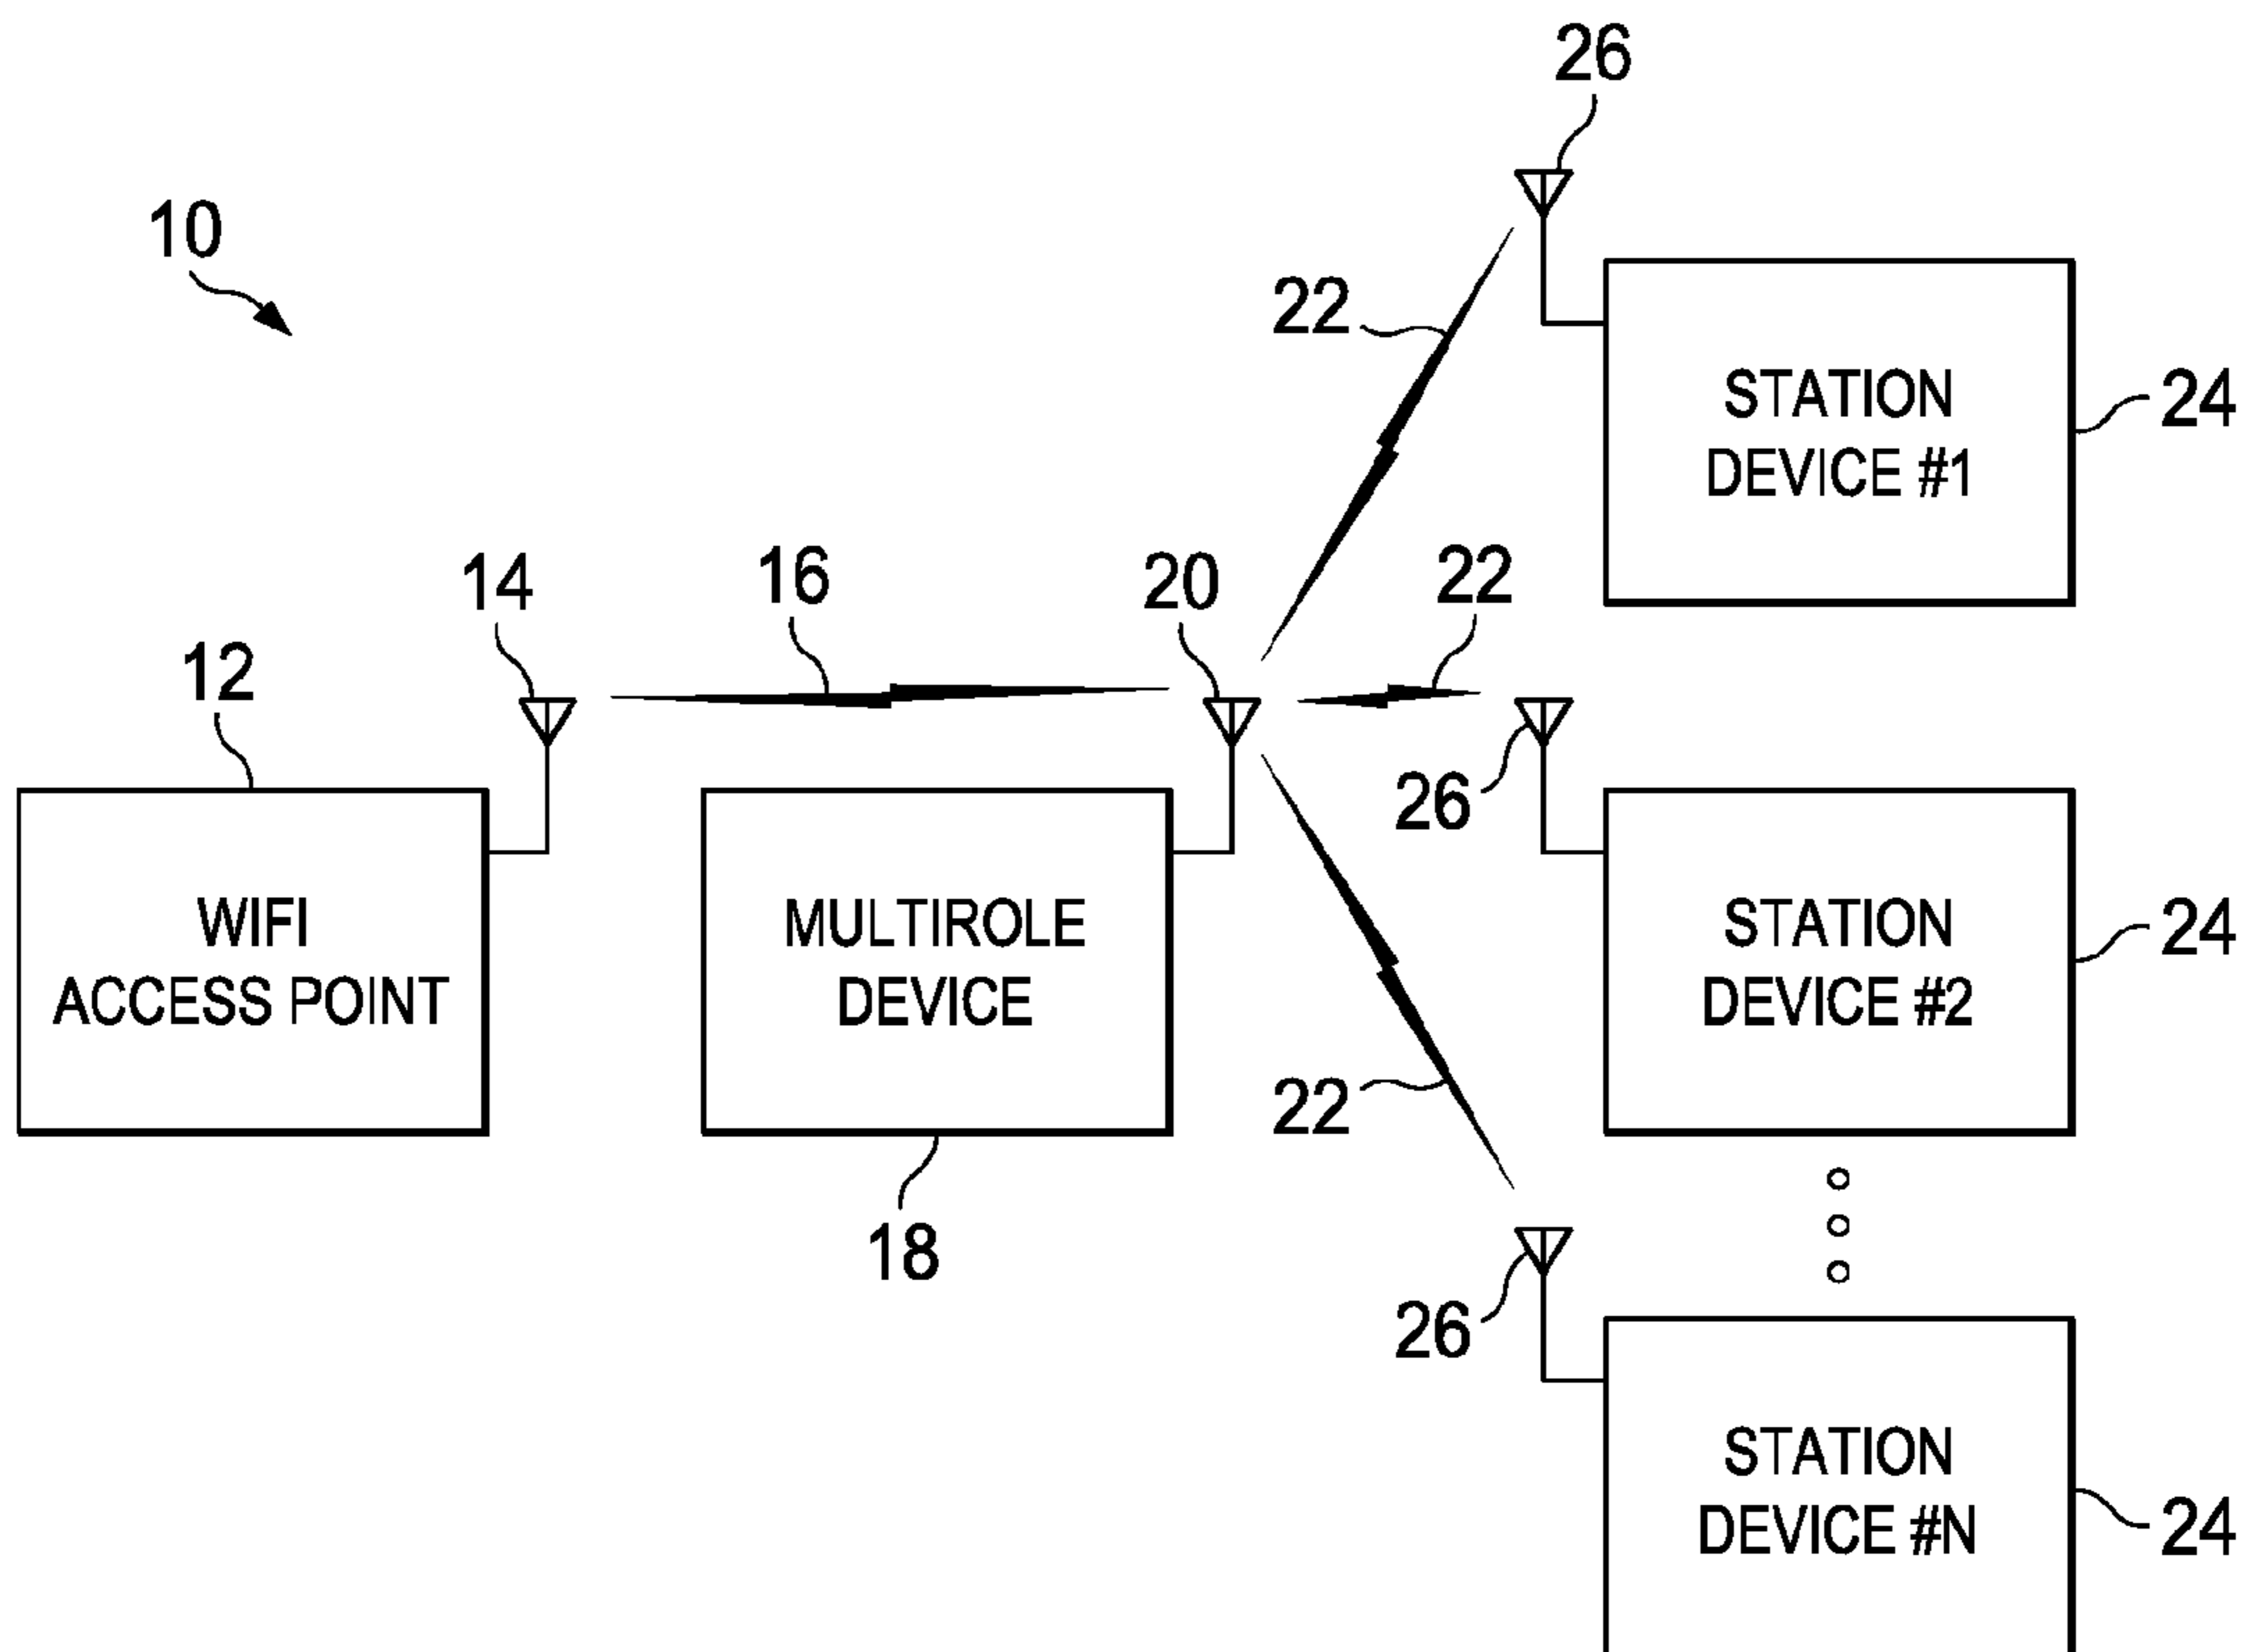 26
10
22
STATION
DEVICE #1
24
14
16
20
22
12
26
WIFI
ACCESS POINT
MULTIROLE
DEVICE
STATION
DEVICE #2
24
22
18
26
STATION
DEVICE #N
24